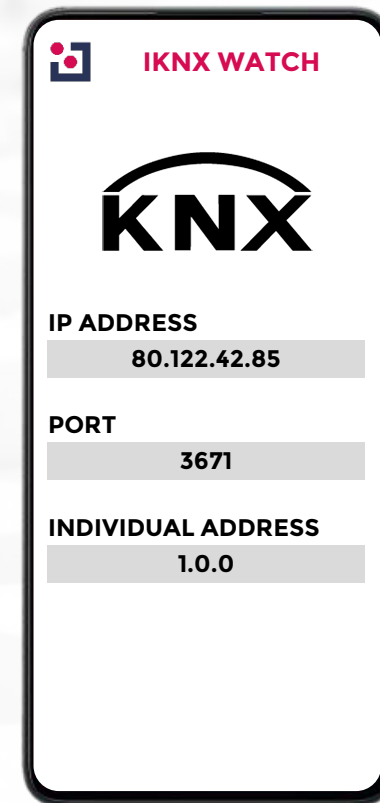 IKNX WATCH
KNX
IP ADDRESS
80.122.42.85
PORT
3671
INDIVIDUAL ADDRESS
1.0.0